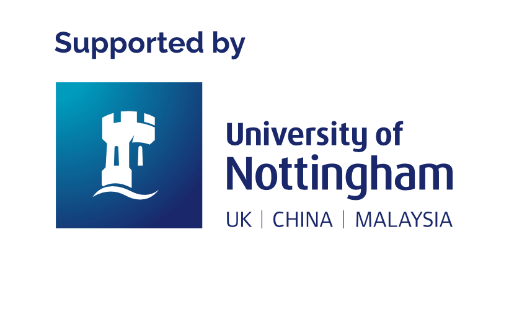 Supported by
University of
Nottingham
UK | CHINA | MALAYSIA